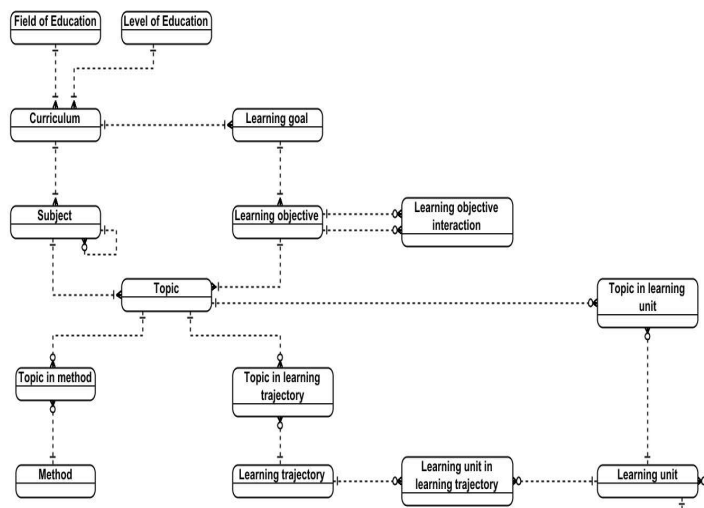 Field of Education
Level of Education
Curriculum
Learning goal
Subject
Learning objective
Learning objective
interaction
Topic
Topic in learning
unit
Topic in method
Topic in learning
trajectory
Method
Learning trajectory
Learning unit in
learning trajectory
Learning unit